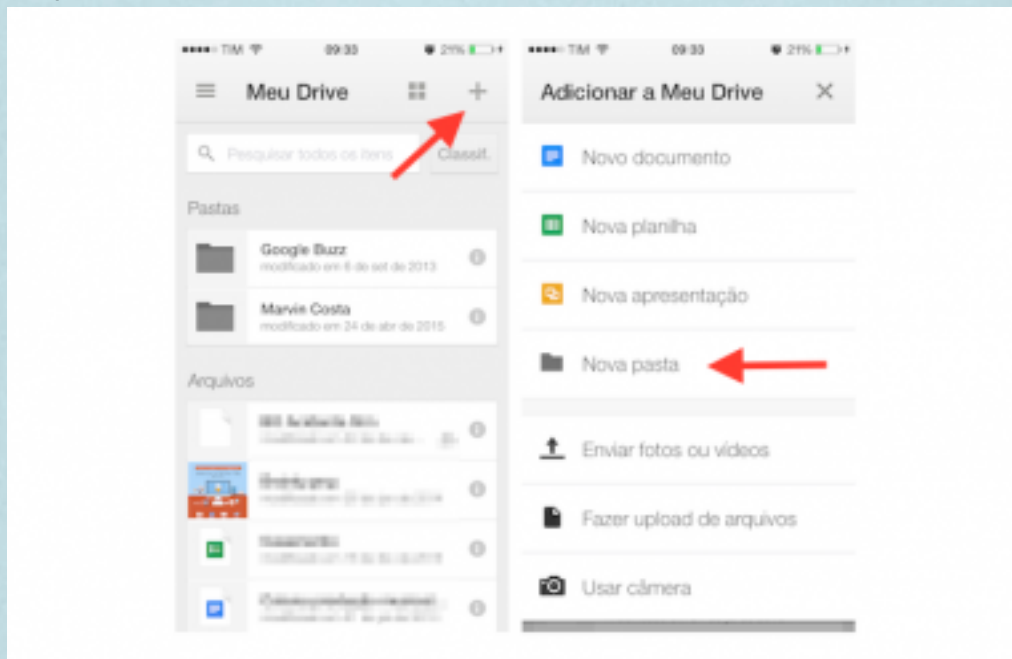 TIM 09:33 21%
Meu Drive
Pesquisar todos os itens Classif.
Pastas
Google Buzz
modificado em 6 de set de 2013
Marvin Costa
modificado em 24 de abr de 2015
Arquivos
TIM 09:33 21%
Adicionar a Meu Drive
Novo documento
Nova planilha
Nova apresentação
Nova pasta
Enviar fotos ou vídeos
Fazer upload de arquivos
Usar câmera